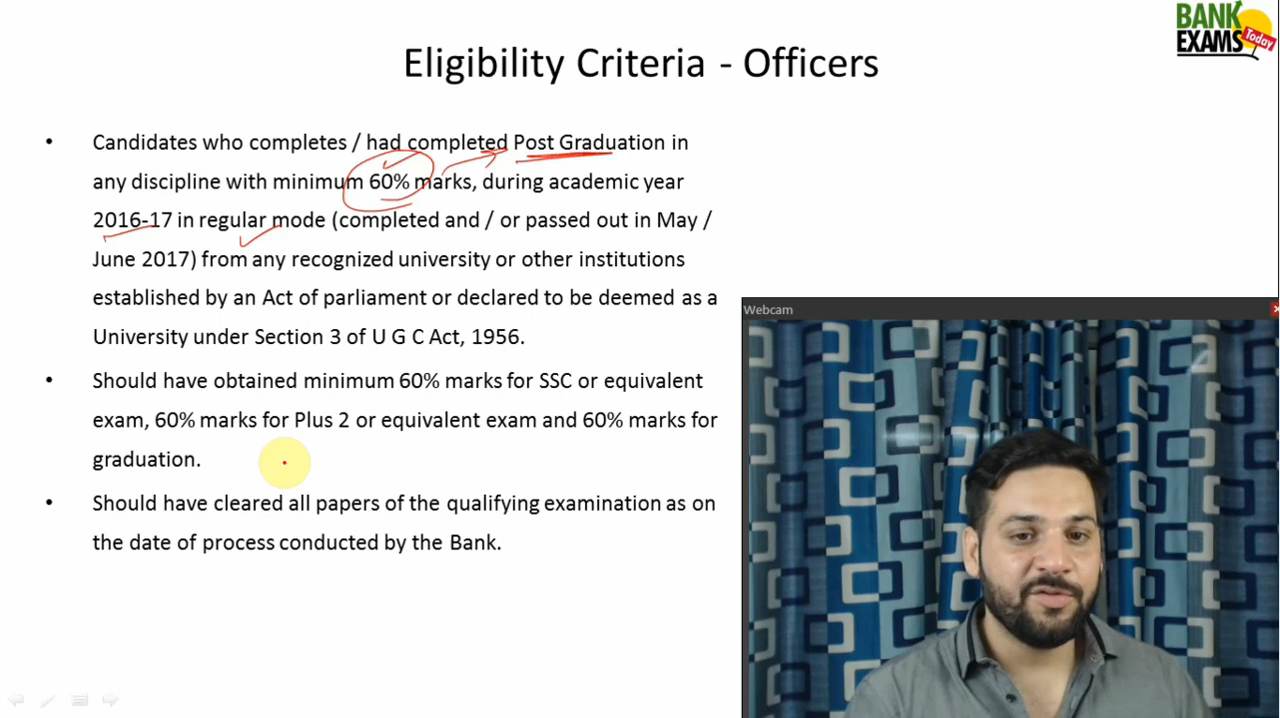 BANK
EXAMS
Today
Eligibility Criteria - Officers
• Candidates who completes / had completed Post Graduation in
any discipline with minimum 60% marks, during academic year
2016-17 in regular mode (completed and / or passed out in May /
June 2017) from any recognized university or other institutions
established by an Act of parliament or declared to be deemed as a
University under Section 3 of U G C Act, 1956.
• Should have obtained minimum 60% marks for SSC or equivalent
exam, 60% marks for Plus 2 or equivalent exam and 60% marks for
graduation.
• Should have cleared all papers of the qualifying examination as on
the date of process conducted by the Bank.
Webcam